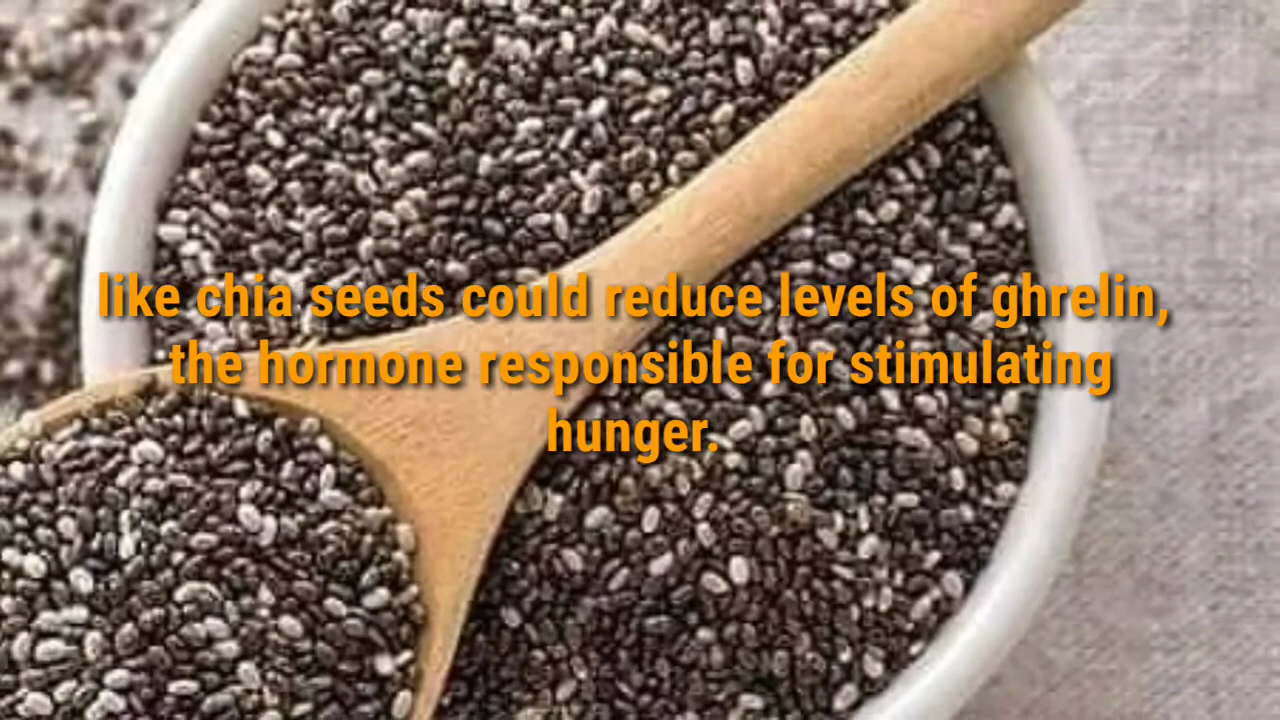 like chia seeds could reduce levels of ghrelin,
the hormone responsible for stimulating
hunger.